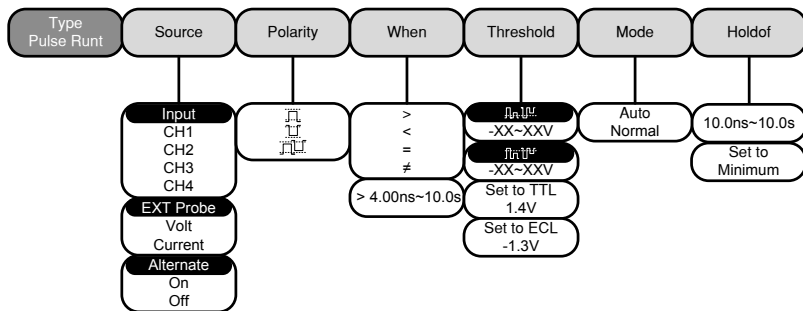 Type
Pulse Runt
Source
Polarity
When
Threshold
Mode
Holdof
Input
CH1
CH2
CH3
CH4
EXT Probe
Volt
Current
Alternate
On
Off
>
<
=
≠
> 4.00ns~10.0s
-XX~XXV
-XX~XXV
Set to TTL
1.4V
Set to ECL
-1.3V
Auto
Normal
10.0ns~10.0s
Set to
Minimum